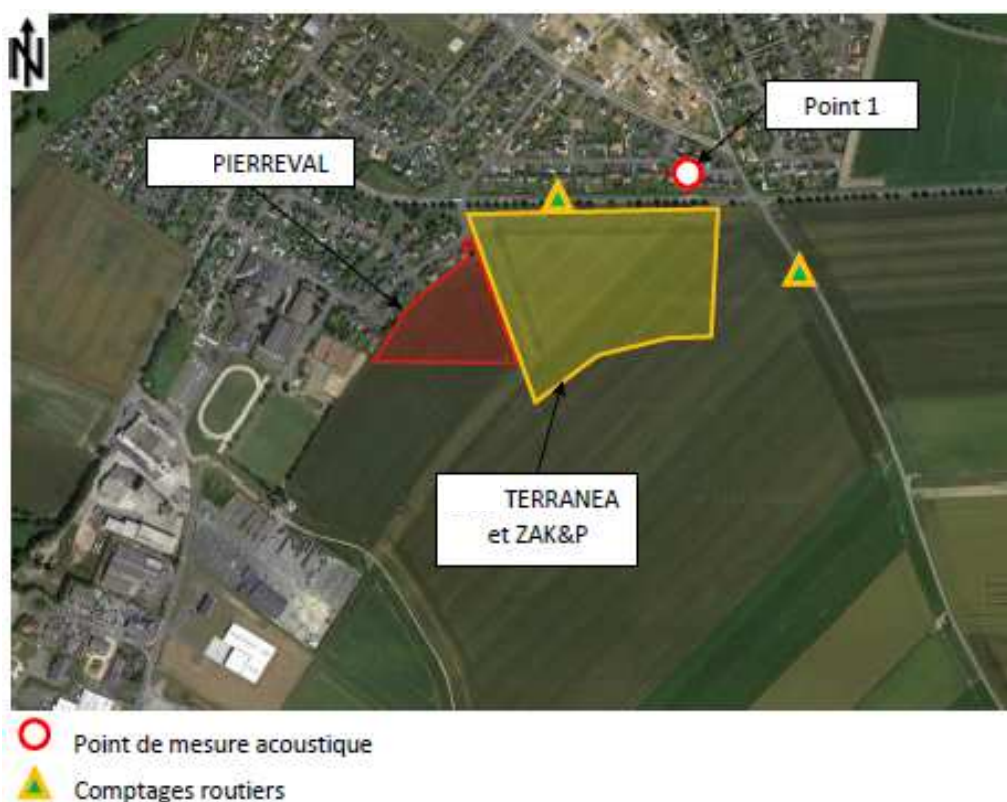 N
Point 1
PIERREVAL
TERRANEA
et ZAK&P
Point de mesure acoustique
Comptages routiers